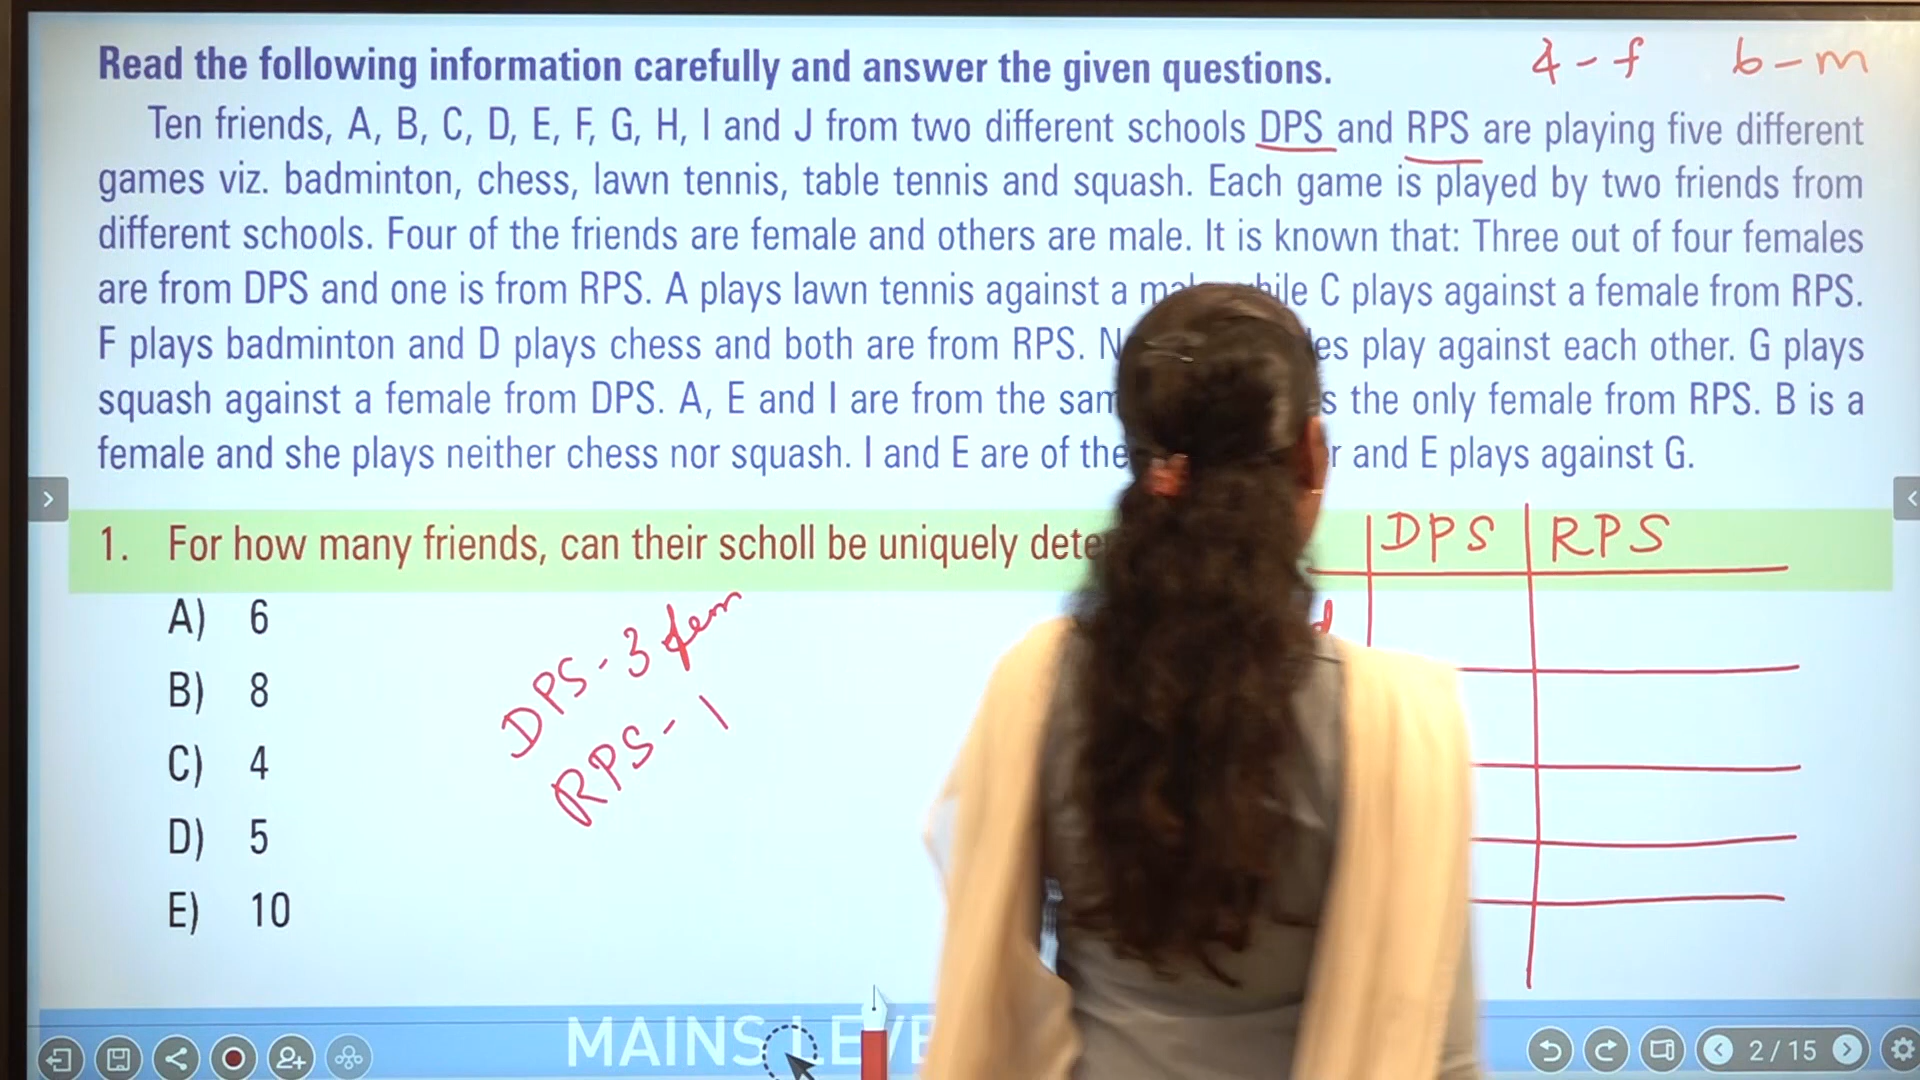 Read the following information carefully and answer the given questions.
4 - f b - m
Ten friends, A, B, C, D, E, F, G, H, I and J from two different schools DPS and RPS are playing five different
games viz. badminton, chess, lawn tennis, table tennis and squash. Each game is played by two friends from
different schools. Four of the friends are female and others are male. It is known that: Three out of four females
are from DPS and one is from RPS. A plays lawn tennis against a C plays against a female from RPS.
F plays badminton and D plays chess and both are from RPS. play against each other. G plays
squash against a female from DPS. A, E and I are from the the only female from RPS. B is a
female and she plays neither chess nor squash. I and E are of the and E plays against G.
1. For how many friends, can their scholl be uniquely
DPS RPS
A) 6
B) 8
C) 4
D) 5
E) 10
DPS - 3 fem
RPS - 1
MAINS
2 / 15